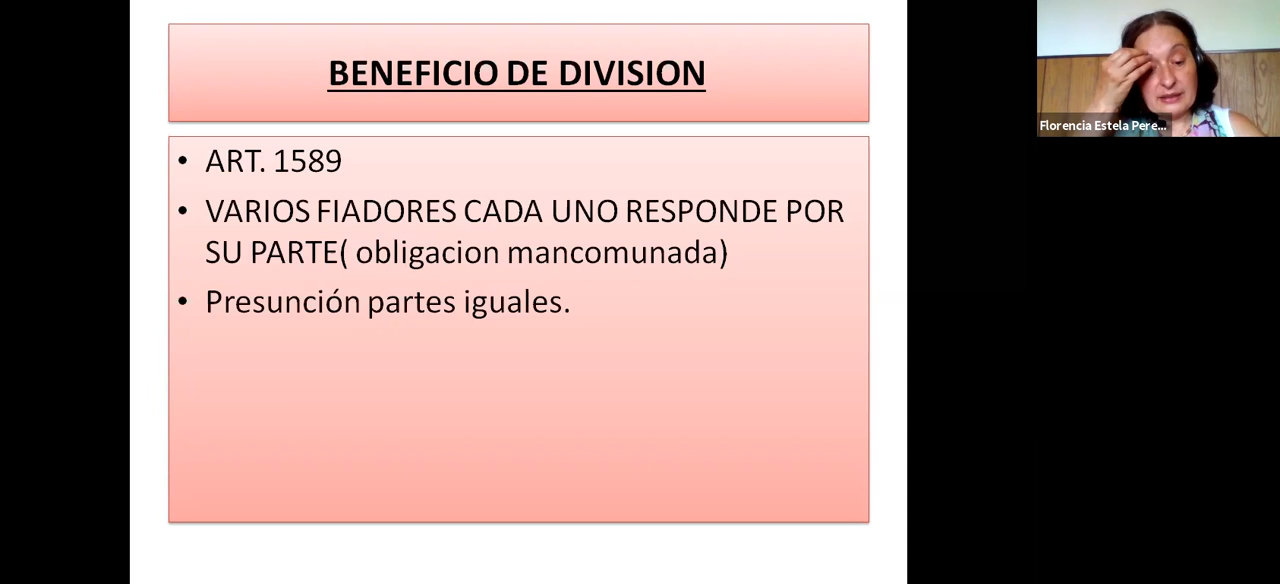 BENEFICIO DE DIVISION
• ART. 1589
• VARIOS FIADORES CADA UNO RESPONDE POR
SU PARTE( obligacion mancomunada)
• Presunción partes iguales.
Florencia Estela Pere...